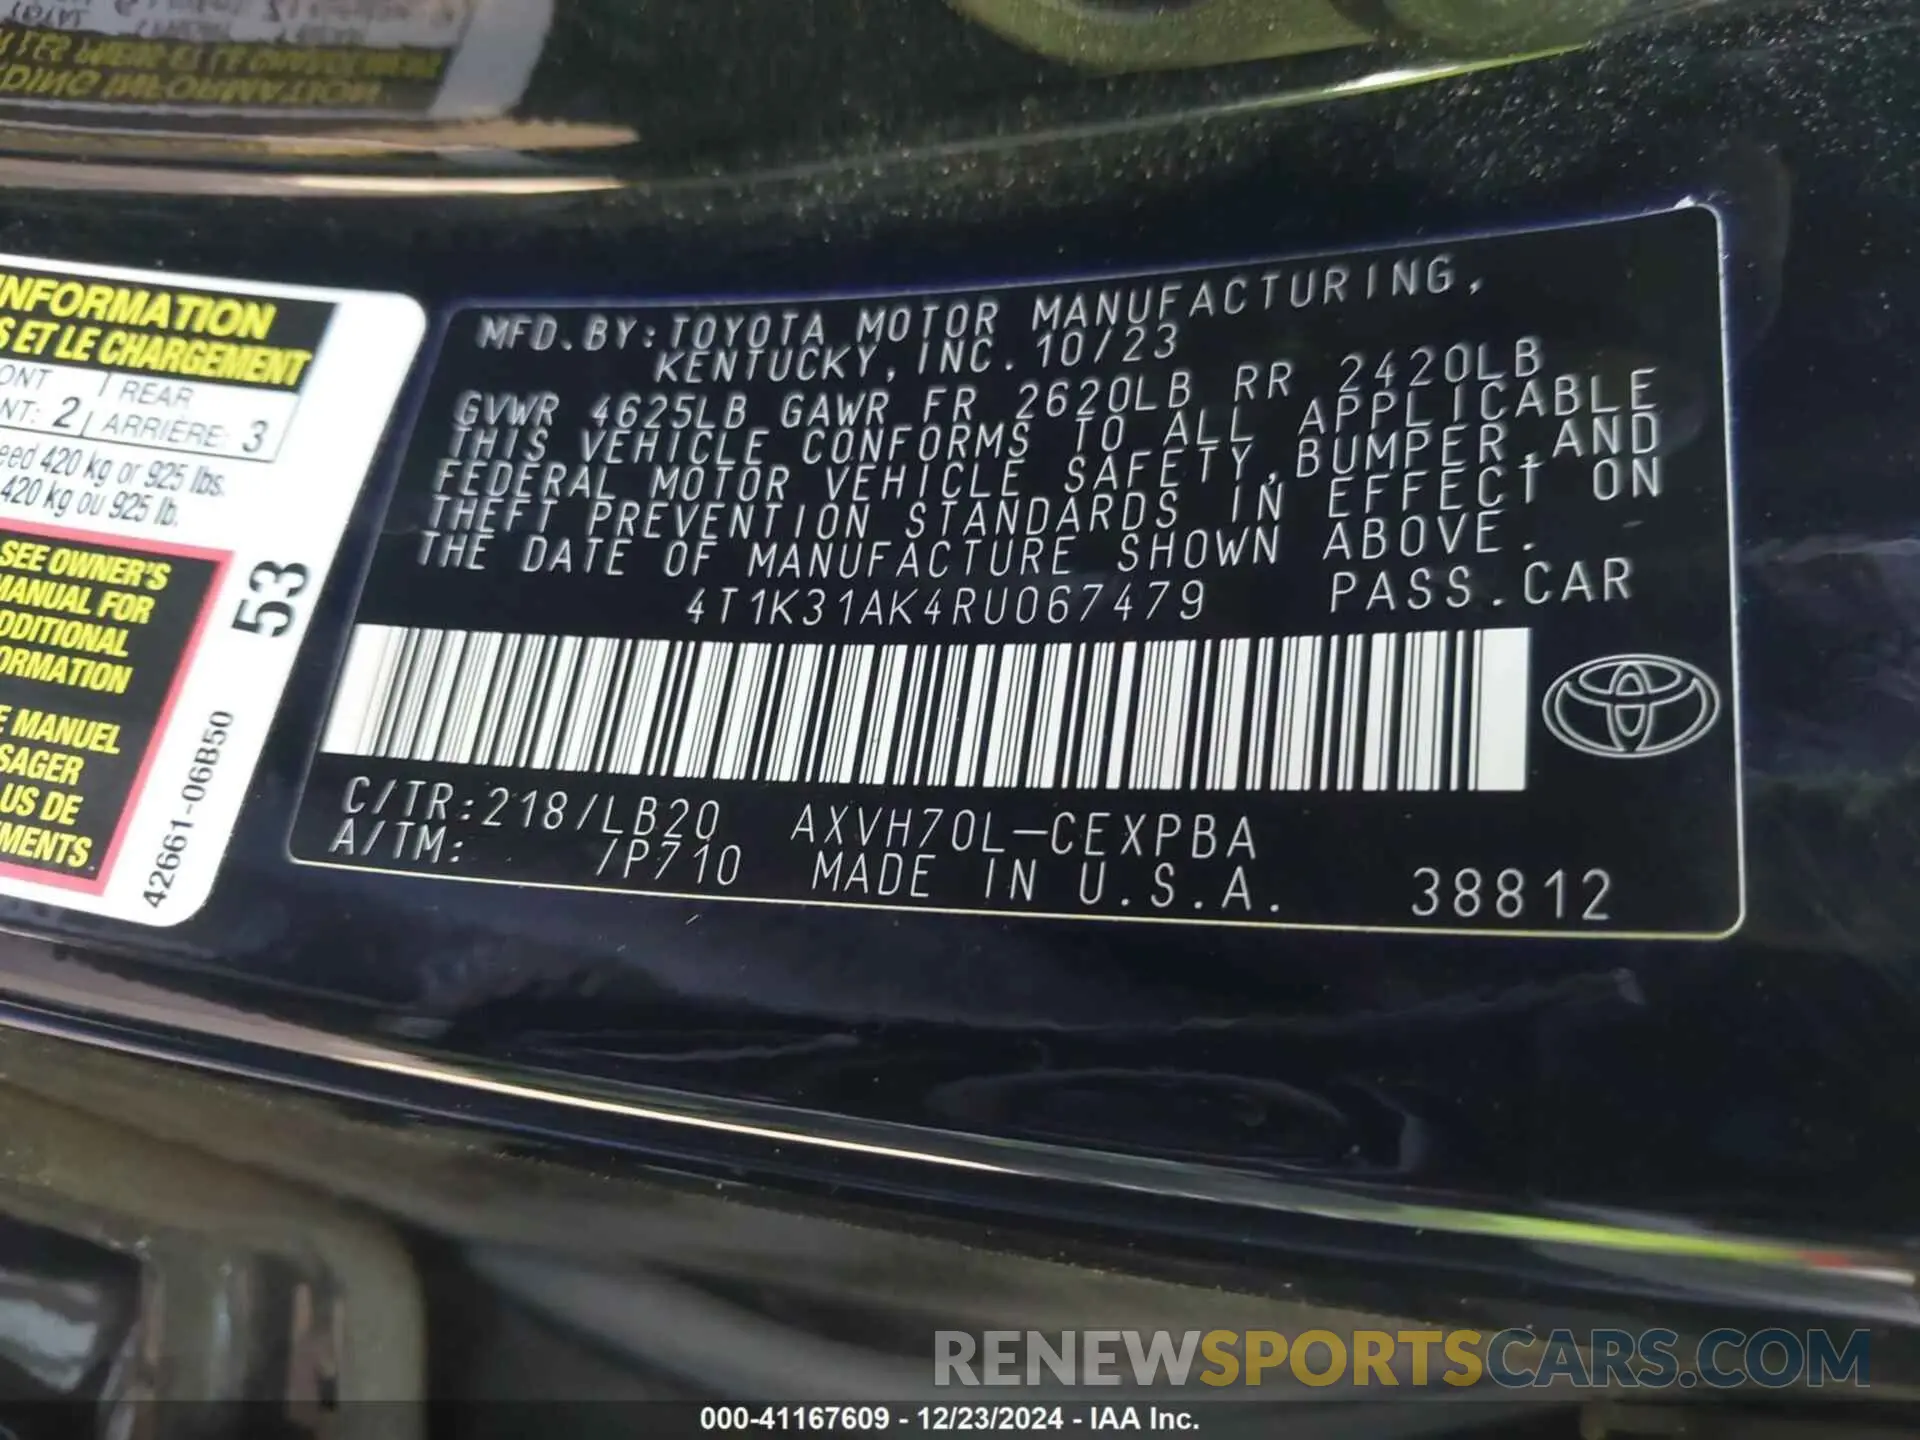 INFORMATION
S ET LE CHARGEMENT
ONT
REAR
NT: 2
ARRIÈRE: 3
eed 420 kg or 925 lbs.
420 kg ou 925 lb.
SEE OWNER'S
MANUAL FOR
ADDITIONAL
ORMATION
E MANUEL
SAGER
US DE
MENTS
53
42661-06B50
MFD. BY: TOYOTA MOTOR MANUFACTURING,
KENTUCKY, INC. 10/23
GVWR 4625LB GAWR FR 2620LB RR 2420LB
THIS VEHICLE CONFORMS TO ALL APPLICABLE
FEDERAL MOTOR VEHICLE SAFETY, BUMPER, AND
THEFT PREVENTION STANDARDS IN EFFECT ON
THE DATE OF MANUFACTURE SHOWN ABOVE.
4T1K31AK4RU067479 PASS. CAR
C/TR: 218/LB20 AXVH70L-CEXPBA
A/TM: /P710 MADE IN U.S.A. 38812
RENEWSPORTSCARS.COM
000-41167609 - 12/23/2024 - IAA Inc.